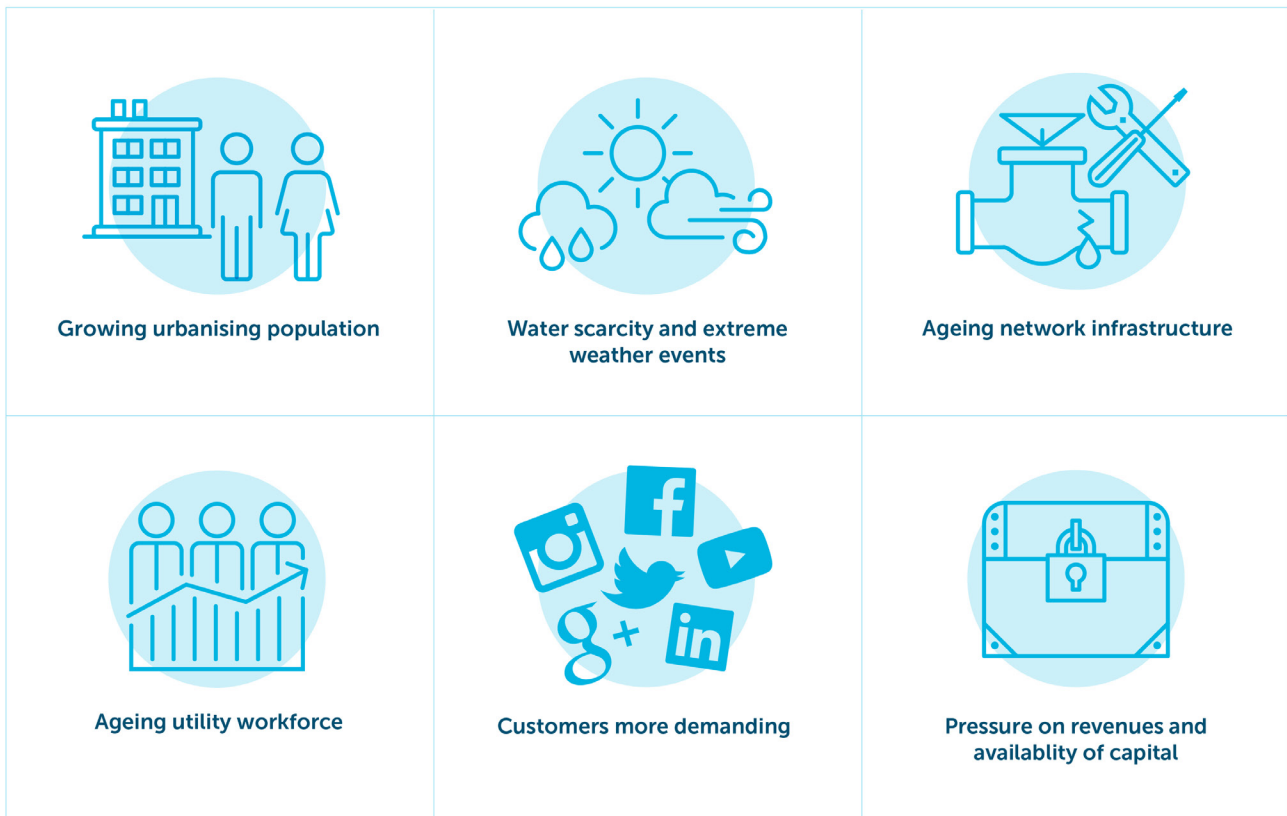 Growing urbanising population
Water scarcity and extreme
weather events
Ageing network infrastructure
f
g+
in
Ageing utility workforce
Customers more demanding
Pressure on revenues and
availablity of capital